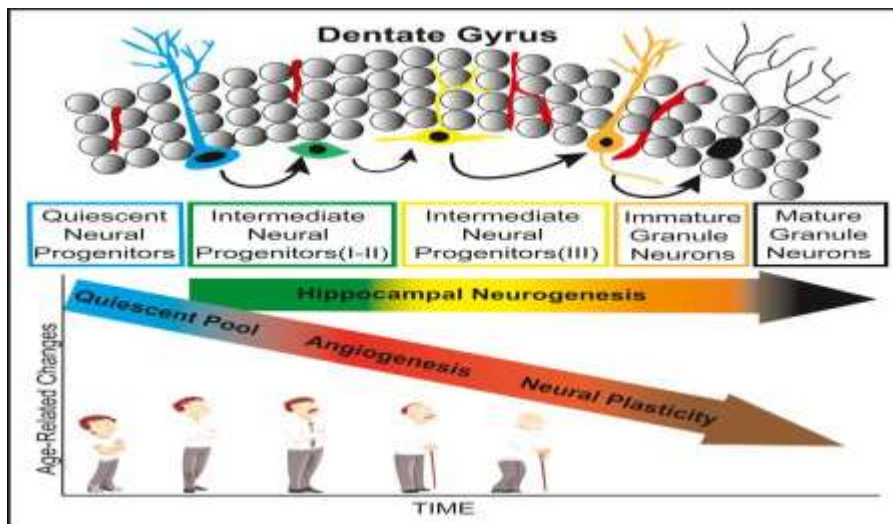 Dentate Gyrus
Quiescent
Neural
Progenitors
Intermediate
Neural
Progenitors(I-II)
Intermediate
Neural
Progenitors(III)
Immature
Granule
Neurons
Mature
Granule
Neurons
Hippocampal Neurogenesis
Quiescent Pool
Angiogenesis
Neural Plasticity
Age-Related Changes
TIME